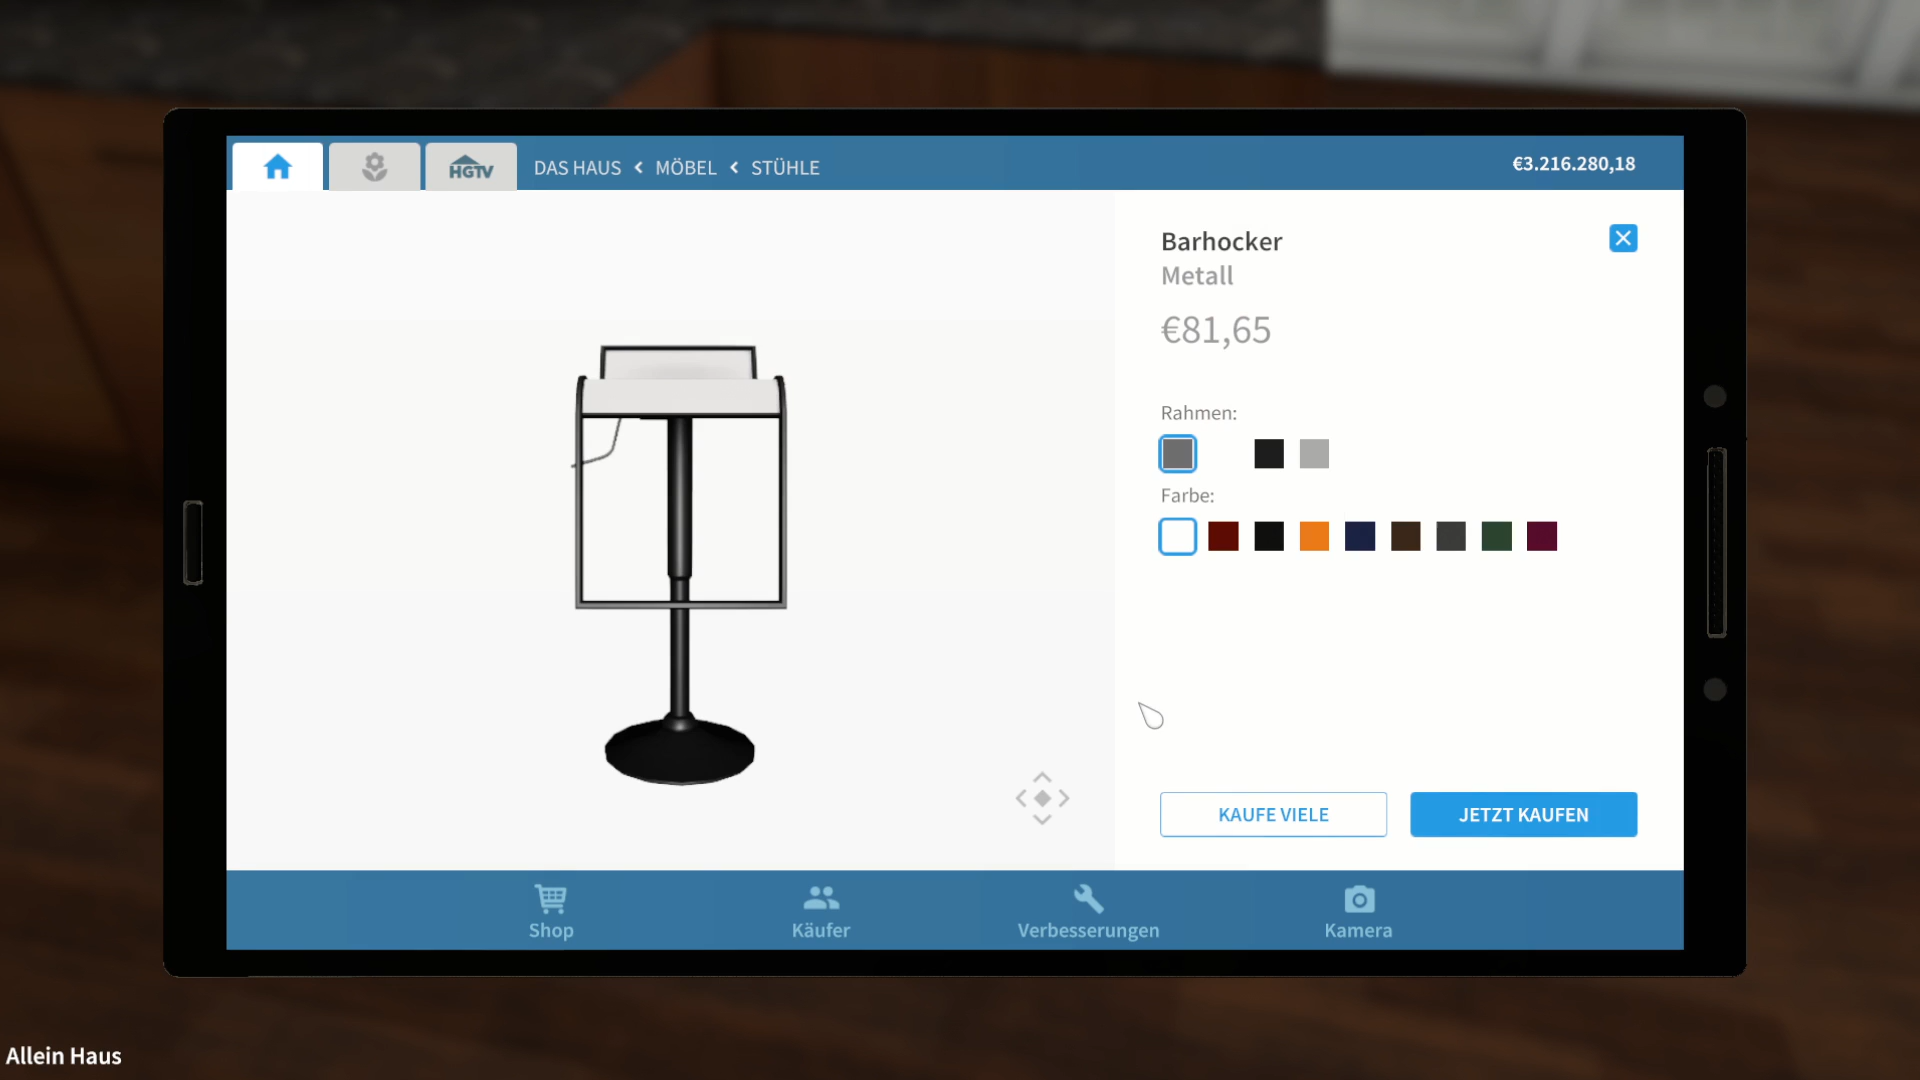 HGTV
DAS HAUS < MÖBEL < STÜHLE
€3.216.280,18
Barhocker
Metall
€81,65
Rahmen:
Farbe:
KAUFE VIELE
JETZT KAUFEN
Shop
Käufer
Verbesserungen
Kamera
Allein Haus